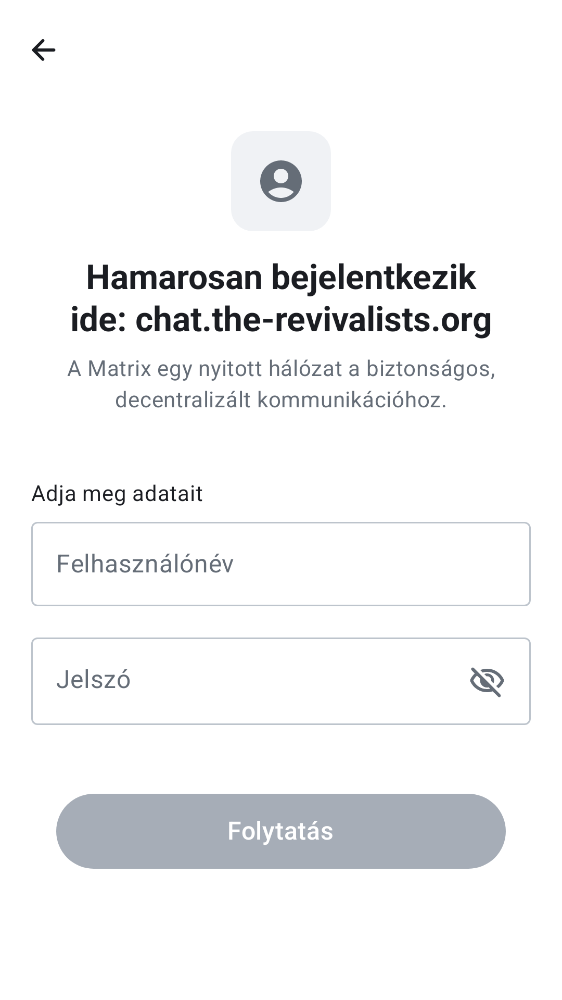 Hamarosan bejelentkezik
ide: chat.the-revivalists.org
A Matrix egy nyitott hálózat a biztonságos,
decentralizált kommunikációhoz.
Adja meg adatait
Felhasználónév
Jelszó
Folytatás